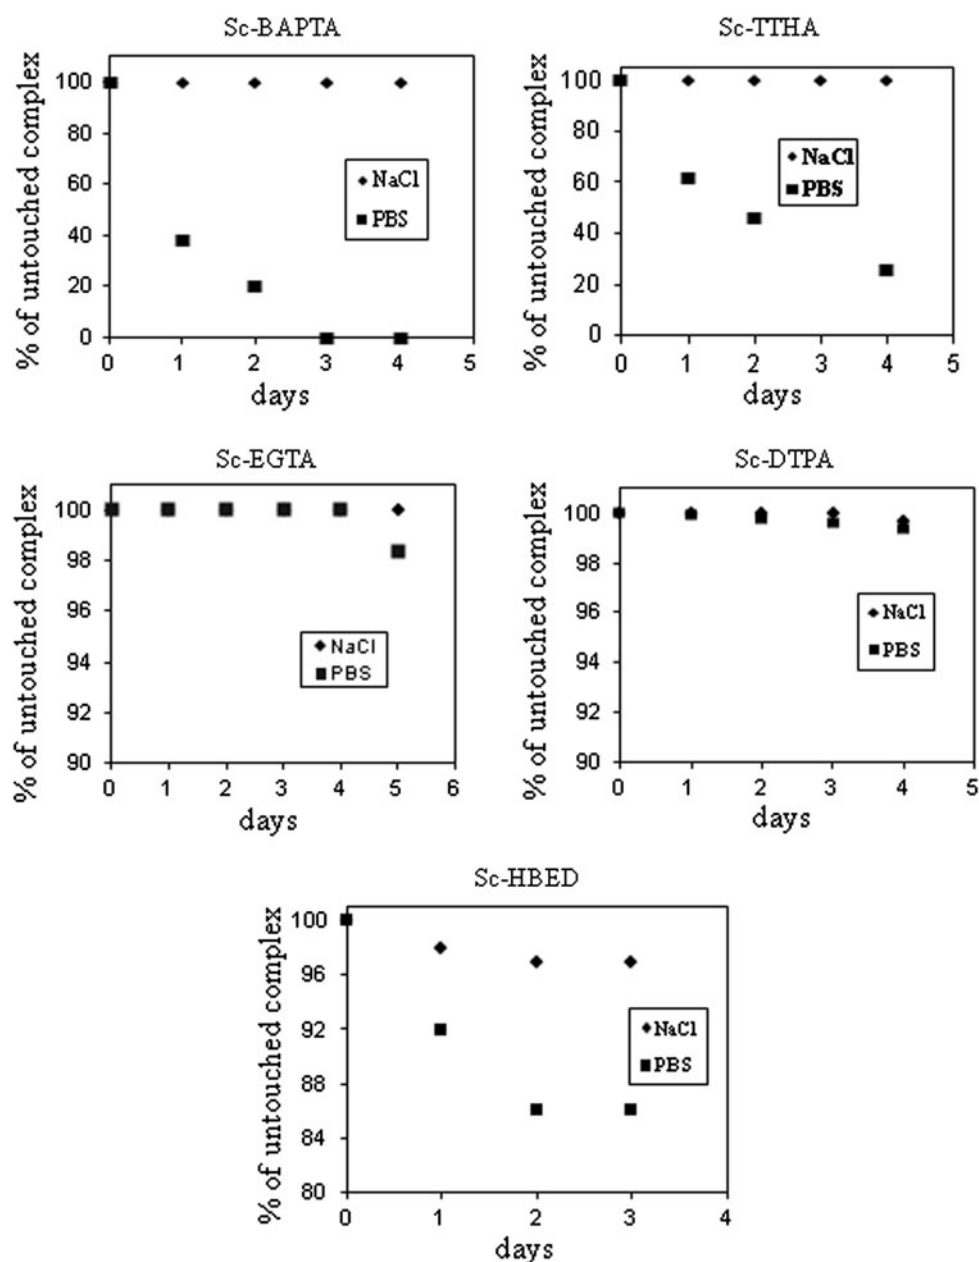 Sc-BAPTA
% of untouched complex
100
80
60
40
20
0
NaCl
PBS
0 1 2 3 4 5
days
Sc-TTHA
% of untouched complex
100
80
60
40
20
0
NaCl
PBS
0 1 2 3 4 5
days
Sc-EGTA
% of untouched complex
100
98
96
94
92
90
NaCl
PBS
0 1 2 3 4 5 6
days
Sc-DTPA
% of untouched complex
100
98
96
94
92
90
NaCl
PBS
0 1 2 3 4 5
days
Sc-HBED
% of untouched complex
100
96
92
88
84
80
NaCl
PBS
0 1 2 3 4
days